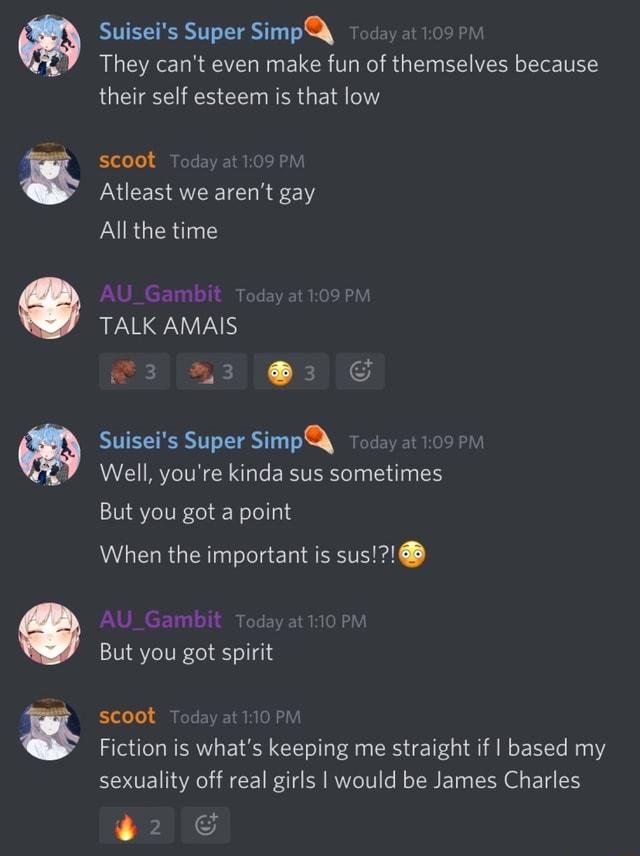 Suisei's Super Simp Today at 1:09 PM
They can't even make fun of themselves because
their self esteem is that low
scoot Today at 1:09 PM
Atleast we aren't gay
All the time
AU_Gambit Today at 1:09 PM
TALK AMAIS
3 3 😳 3
Suisei's Super Simp Today at 1:09 PM
Well, you're kinda sus sometimes
But you got a point
When the important is sus!?!😳
AU_Gambit Today at 1:10 PM
But you got spirit
scoot Today at 1:10 PM
Fiction is what's keeping me straight if I based my
sexuality off real girls I would be James Charles
🔥 2